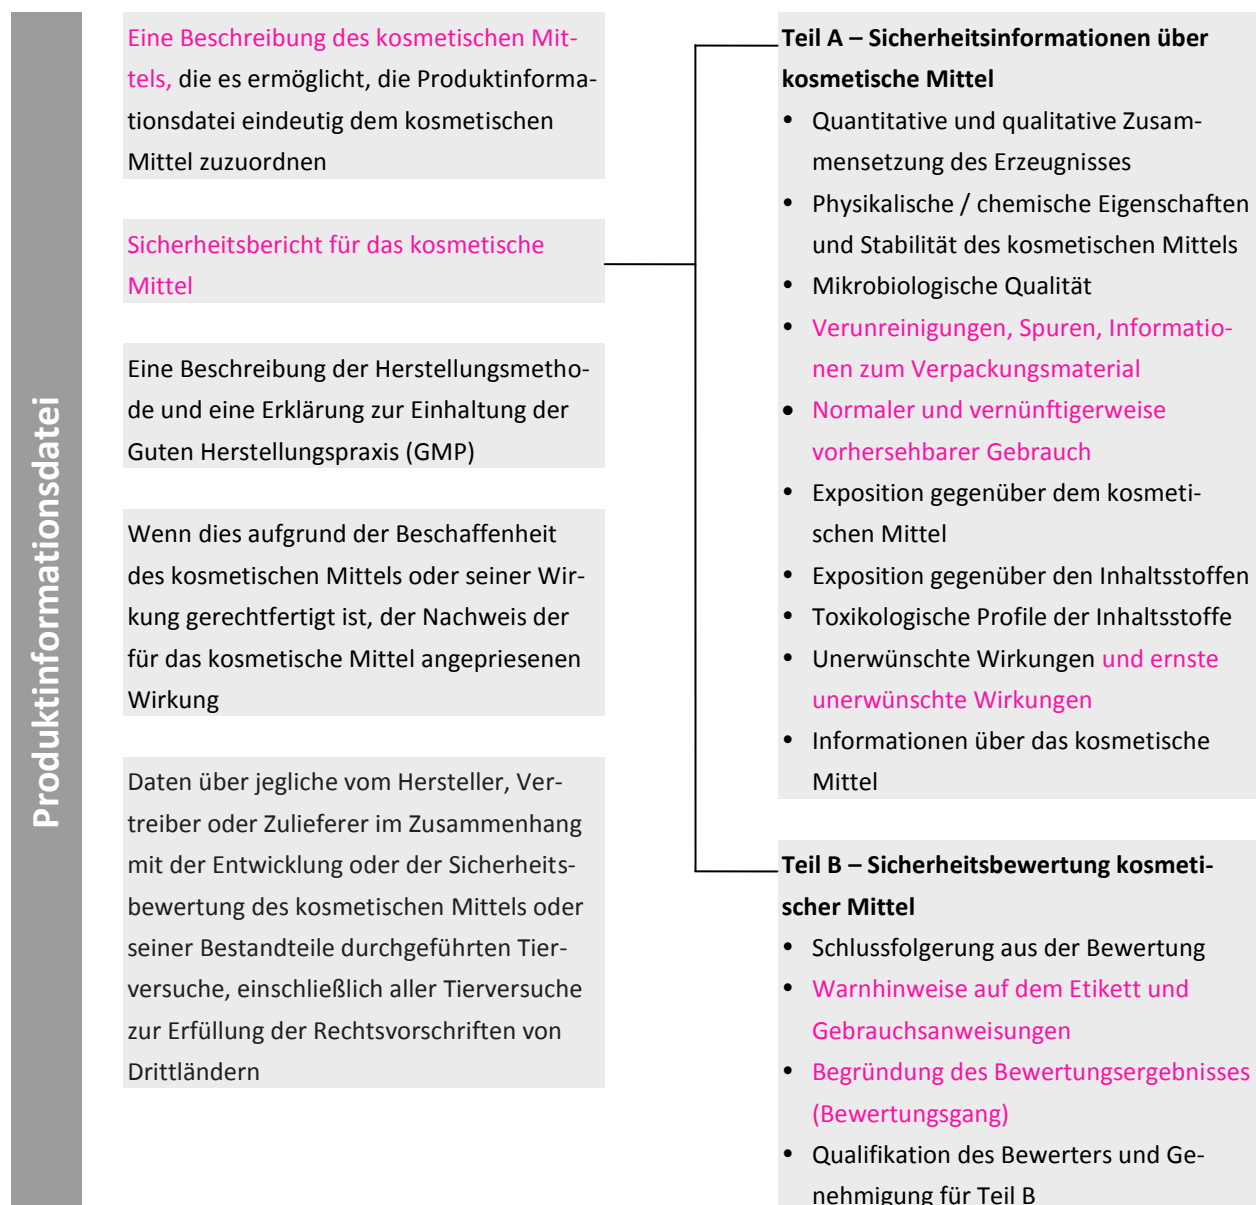 Produktinformationsdatei
Eine Beschreibung des kosmetischen Mit-
tels, die es ermöglicht, die Produktinforma-
tionsdatei eindeutig dem kosmetischen
Mittel zuzuordnen
Sicherheitsbericht für das kosmetische
Mittel
Eine Beschreibung der Herstellungsmetho-
de und eine Erklärung zur Einhaltung der
Guten Herstellungspraxis (GMP)
Wenn dies aufgrund der Beschaffenheit
des kosmetischen Mittels oder seiner Wir-
kung gerechtfertigt ist, der Nachweis der
für das kosmetische Mittel angepriesenen
Wirkung
Daten über jegliche vom Hersteller, Ver-
treiber oder Zulieferer im Zusammenhang
mit der Entwicklung oder der Sicherheits-
bewertung des kosmetischen Mittels oder
seiner Bestandteile durchgeführten Tier-
versuche, einschließlich aller Tierversuche
zur Erfüllung der Rechtsvorschriften von
Drittländern
Teil A – Sicherheitsinformationen über
kosmetische Mittel
• Quantitative und qualitative Zusam-
mensetzung des Erzeugnisses
• Physikalische / chemische Eigenschaften
und Stabilität des kosmetischen Mittels
• Mikrobiologische Qualität
• Verunreinigungen, Spuren, Informatio-
nen zum Verpackungsmaterial
• Normaler und vernünftigerweise
vorhersehbarer Gebrauch
• Exposition gegenüber dem kosmeti-
schen Mittel
• Exposition gegenüber den Inhaltsstoffen
• Toxikologische Profile der Inhaltsstoffe
• Unerwünschte Wirkungen und ernste
unerwünschte Wirkungen
• Informationen über das kosmetische
Mittel
Teil B – Sicherheitsbewertung kosmeti-
scher Mittel
• Schlussfolgerung aus der Bewertung
• Warnhinweise auf dem Etikett und
Gebrauchsanweisungen
• Begründung des Bewertungsergebnisses
(Bewertungsgang)
• Qualifikation des Bewerters und Ge-
nehmigung für Teil B